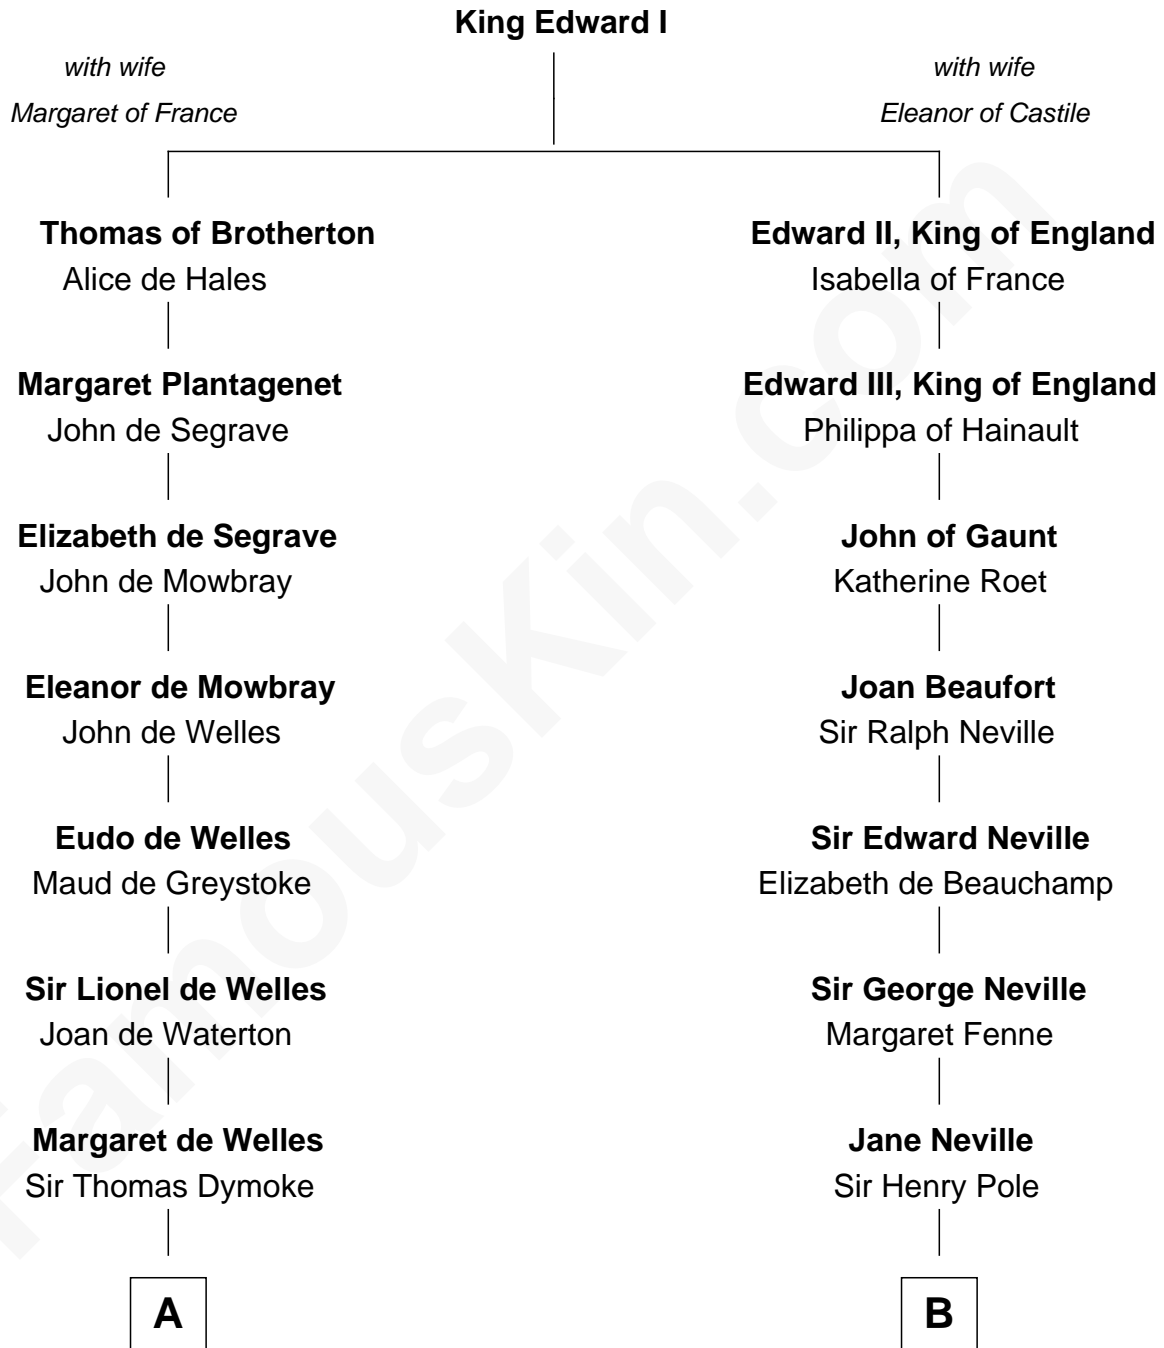 King Edward I
with wife
Margaret of France
with wife
Eleanor of Castile
Thomas of Brotherton
Alice de Hales
Edward II, King of England
Isabella of France
Margaret Plantagenet
John de Segrave
Edward III, King of England
Philippa of Hainault
Elizabeth de Segrave
John de Mowbray
John of Gaunt
Katherine Roet
Eleanor de Mowbray
John de Welles
Joan Beaufort
Sir Ralph Neville
Eudo de Welles
Maud de Greystoke
Sir Edward Neville
Elizabeth de Beauchamp
Sir Lionel de Welles
Joan de Waterton
Sir George Neville
Margaret Fenne
Margaret de Welles
Sir Thomas Dymoke
Jane Neville
Sir Henry Pole
A
B
FamousKin.com